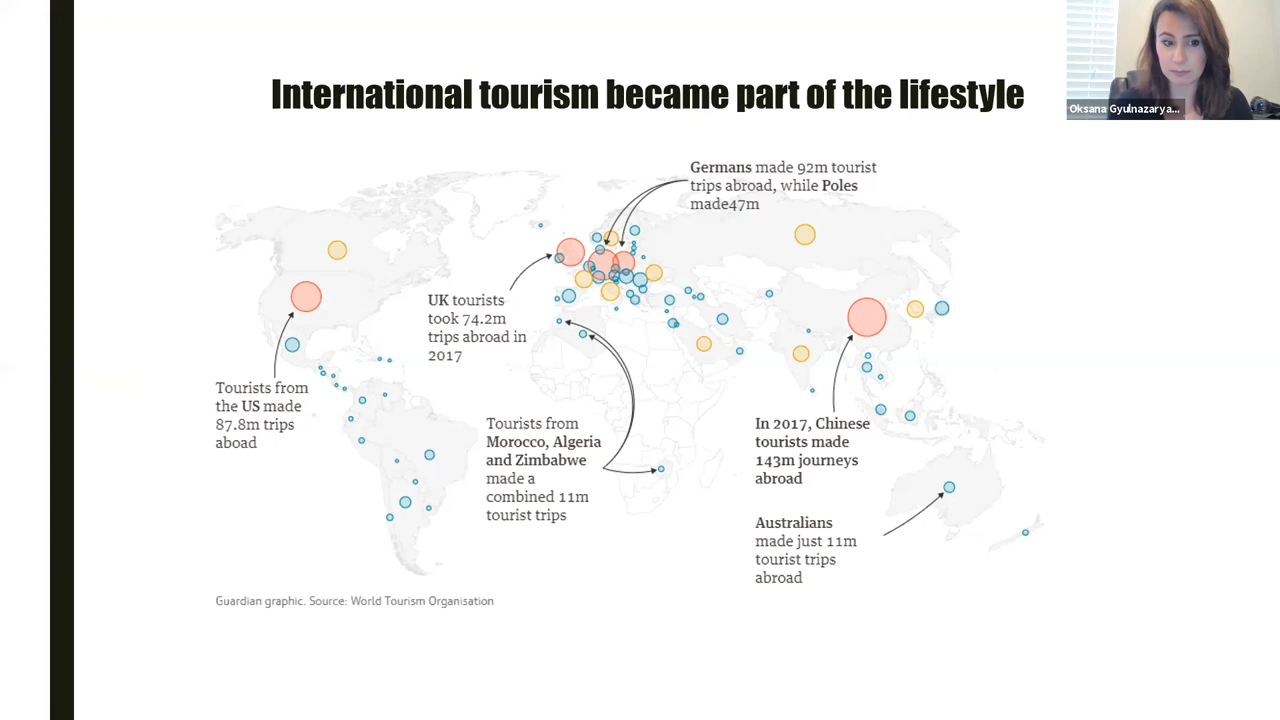 International tourism became part of the lifestyle
Oksana Gyulnazarya...
Germans made 92m tourist
trips abroad, while Poles
made47m
UK tourists
took 74.2m
trips abroad in
2017
Tourists from
the US made
87.8m trips
aboad
Tourists from
Morocco, Algeria
and Zimbabwe
made a
combined 11m
tourist trips
In 2017, Chinese
tourists made
143m journeys
abroad
Australians
made just 11m
tourist trips
abroad
Guardian graphic. Source: World Tourism Organisation